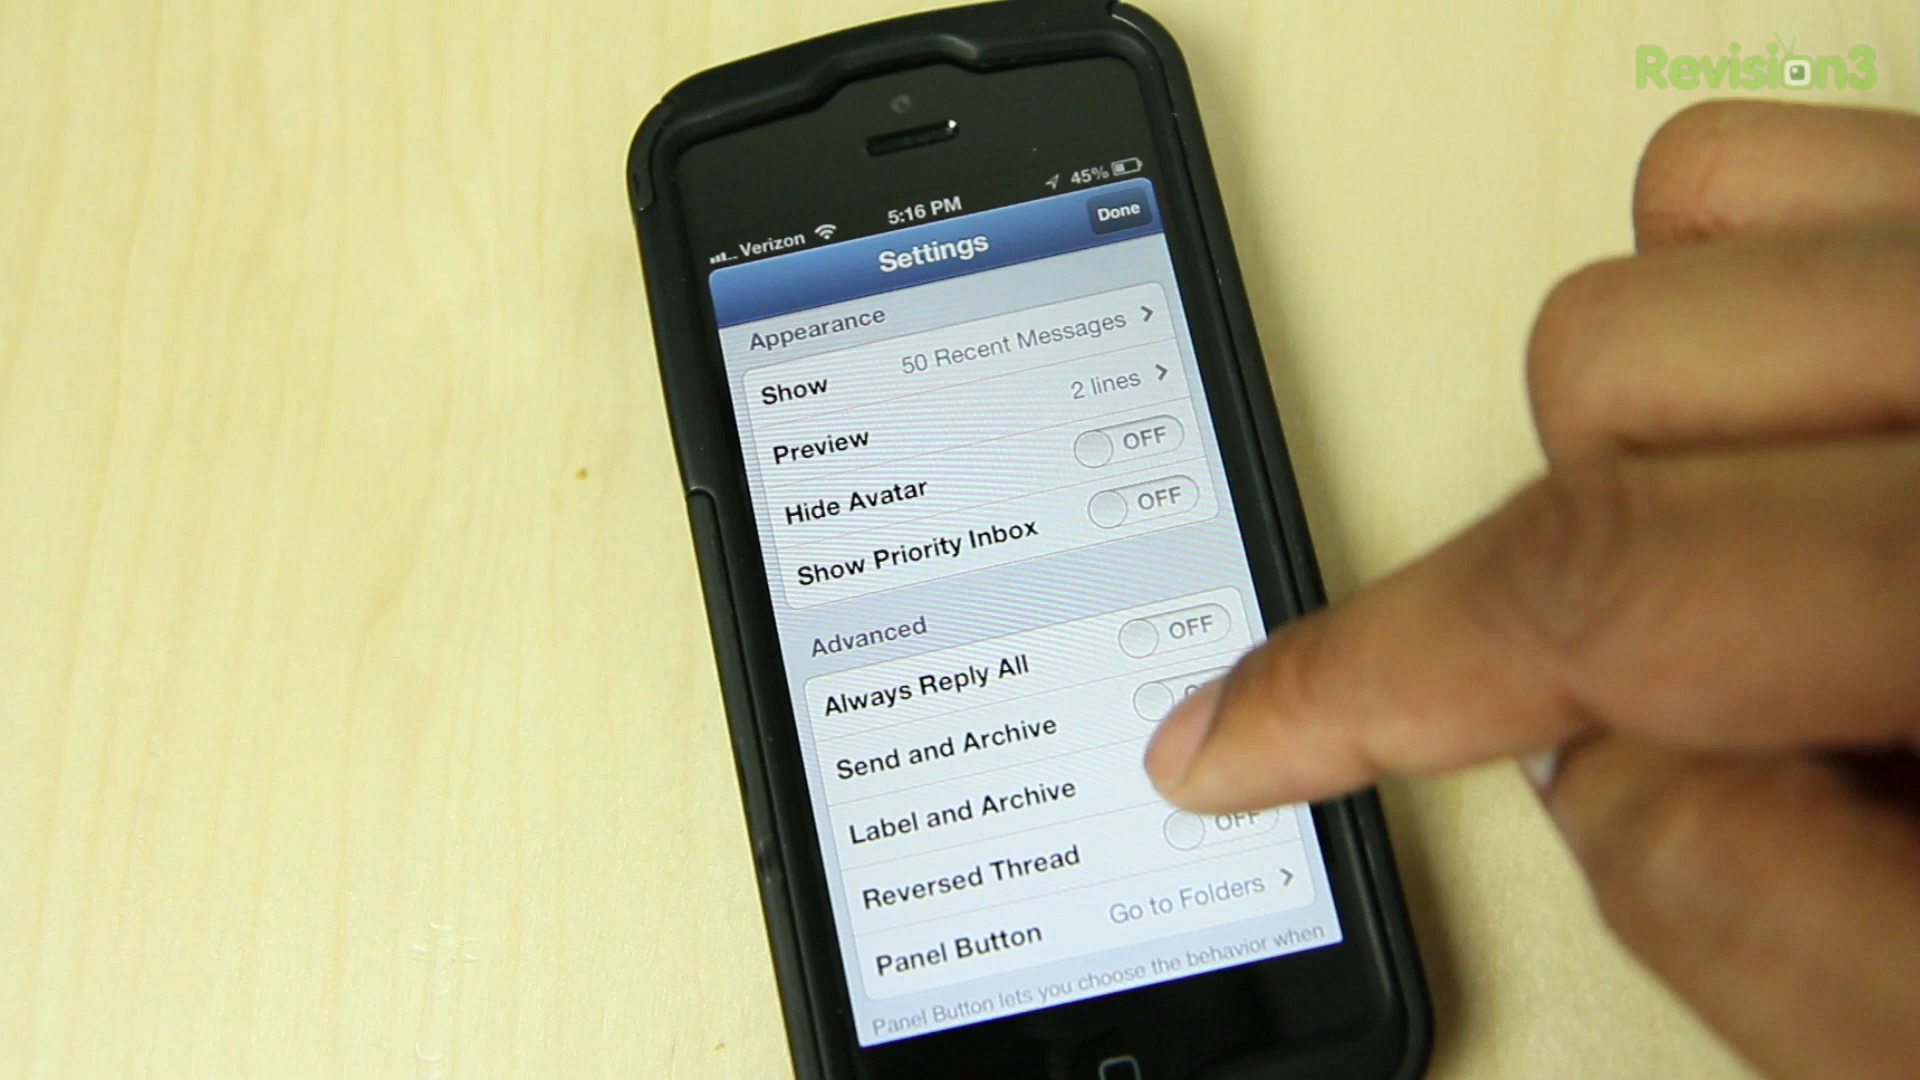 Revision3
Verizon 5:16 PM 45%
Settings Done
Appearance
Show 50 Recent Messages
Preview 2 lines
Hide Avatar OFF
Show Priority Inbox OFF
Advanced
Always Reply All OFF
Send and Archive
Label and Archive
Reversed Thread OFF
Panel Button Go to Folders
Panel Button lets you choose the behavior when